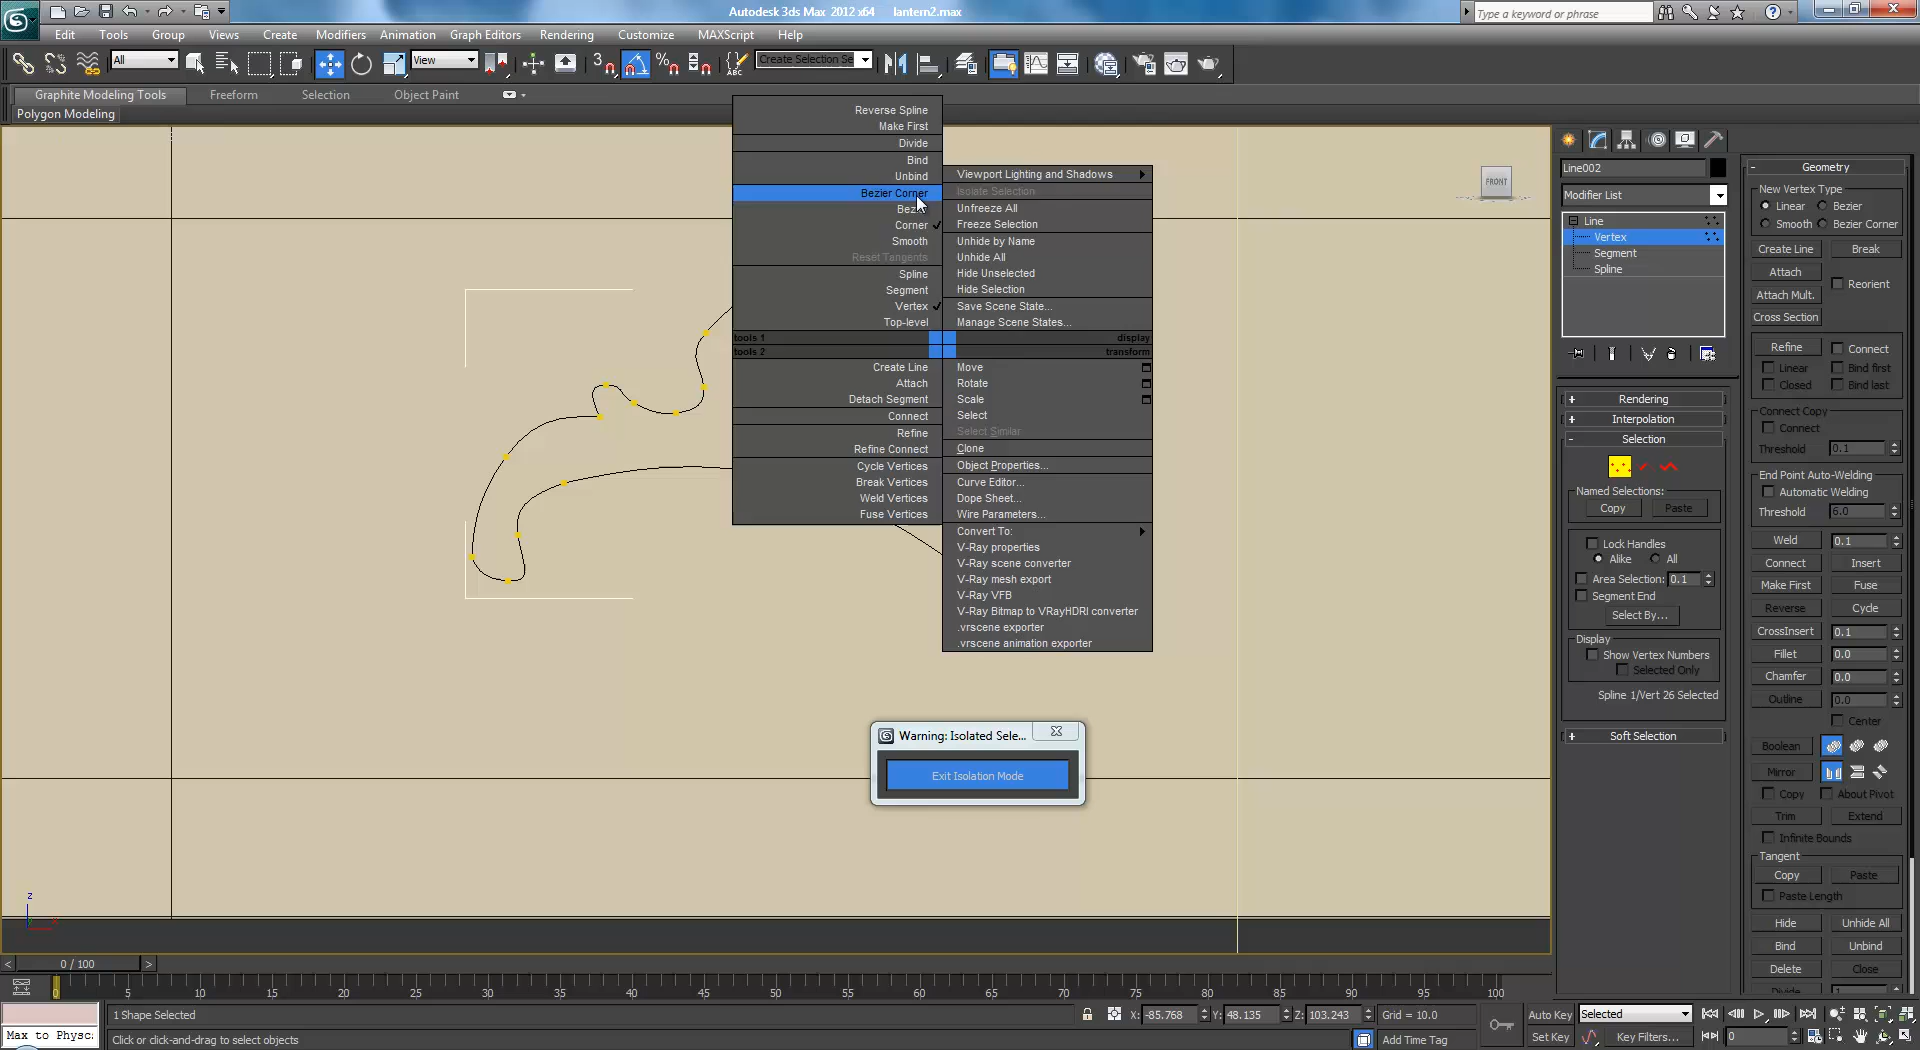 Autodesk 3ds Max 2012 x64 lantern2.max
Type a keyword or phrase
Edit Tools Group Views Create Modifiers Animation Graph Editors Rendering Customize MAXScript Help
All
View
3
ABC
Create Selection Se
Graphite Modeling Tools Freeform Selection Object Paint
Polygon Modeling
Reverse Spline
Make First
Divide
Bind
Unbind
Bezier Corner
Bezier
Corner
Smooth
Reset Tangents
Spline
Segment
Vertex
Top-level
tools 1
tools 2
Create Line
Attach
Detach Segment
Connect
Refine
Refine Connect
Cycle Vertices
Break Vertices
Weld Vertices
Fuse Vertices
Viewport Lighting and Shadows
Isolate Selection
Unfreeze All
Freeze Selection
Unhide by Name
Unhide All
Hide Unselected
Hide Selection
Save Scene State...
Manage Scene States...
display
transform
Move
Rotate
Scale
Select
Select Similar
Clone
Object Properties...
Curve Editor...
Dope Sheet...
Wire Parameters...
Convert To:
V-Ray properties
V-Ray scene converter
V-Ray mesh export
V-Ray VFB
V-Ray Bitmap to VRayHDRI converter
.vrscene exporter
.vrscene animation exporter
FRONT
Warning: Isolated Sele...
Exit Isolation Mode
z
Line002
Modifier List
Line
Vertex
Segment
Spline
Rendering
Interpolation
Selection
Named Selections:
Copy Paste
Lock Handles
Alike All
Area Selection: 0.1
Segment End
Select By...
Display
Show Vertex Numbers
Selected Only
Spline 1/Vert 26 Selected
Soft Selection
Geometry
New Vertex Type
Linear Bezier
Smooth Bezier Corner
Create Line Break
Attach
Reorient
Attach Mult.
Cross Section
Refine Connect
Linear Bind first
Closed Bind last
Connect Copy
Connect
Threshold 0.1
End Point Auto-Welding
Automatic Welding
Threshold 6.0
Weld 0.1
Connect Insert
Make First Fuse
Reverse Cycle
CrossInsert 0.1
Fillet 0.0
Chamfer 0.0
Outline 0.0
Center
Boolean
Mirror
Copy About Pivot
Trim Extend
Infinite Bounds
Tangent
Copy Paste
Paste Length
Hide Unhide All
Bind Unbind
Delete Close
Divide 1
< 0 / 100 >
0 5 10 15 20 25 30 35 40 45 50 55 60 65 70 75 80 85 90 95 100
1 Shape Selected
X: -85.768 Y: 48.135 Z: 103.243 Grid = 10.0
Auto Key Selected
Max to Physc
Click or click-and-drag to select objects
Add Time Tag
Set Key Key Filters... 0